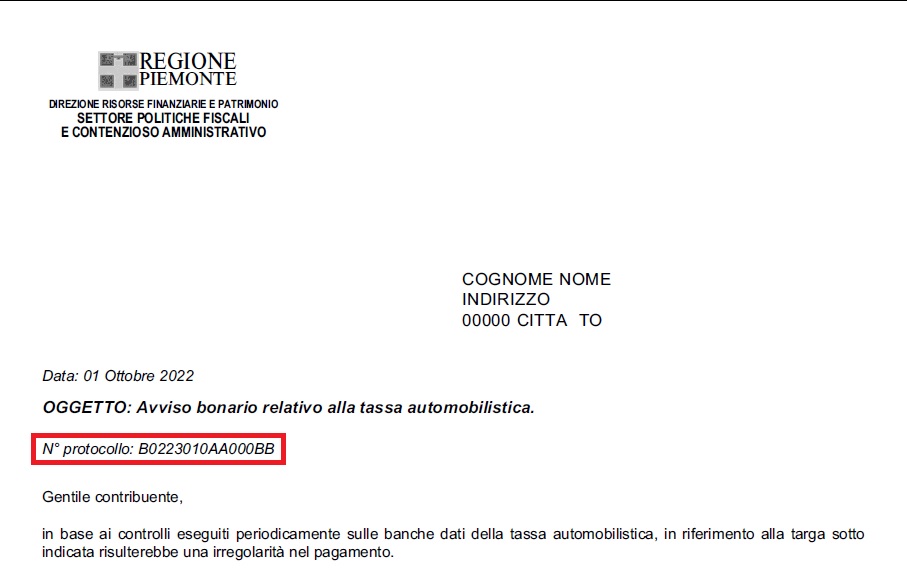 REGIONE
PIEMONTE
DIREZIONE RISORSE FINANZIARIE E PATRIMONIO
SETTORE POLITICHE FISCALI
E CONTENZIOSO AMMINISTRATIVO
COGNOME NOME
INDIRIZZO
00000 CITTA TO
Data: 01 Ottobre 2022
OGGETTO: Avviso bonario relativo alla tassa automobilistica.
N° protocollo: B0223010AA000BB
Gentile contribuente,
in base ai controlli eseguiti periodicamente sulle banche dati della tassa automobilistica, in riferimento alla targa sotto
indicata risulterebbe una irregolarità nel pagamento.